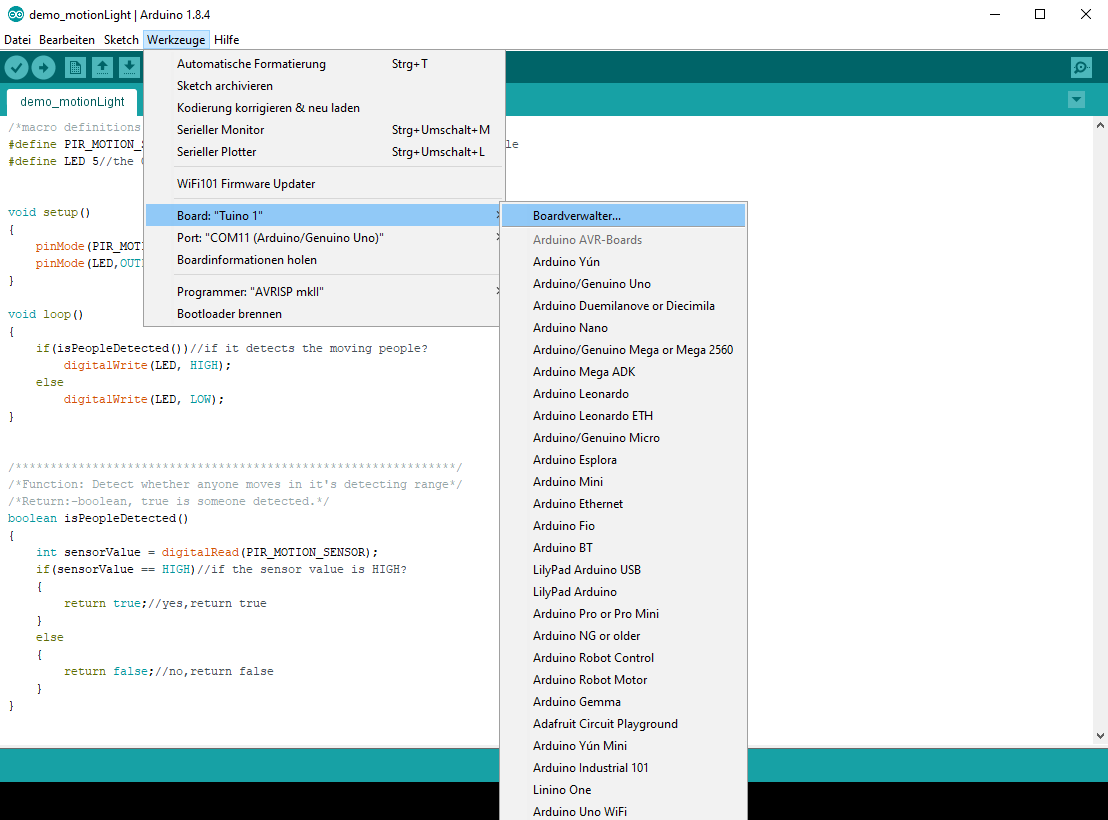 demo_motionLight | Arduino 1.8.4
Datei Bearbeiten Sketch Werkzeuge Hilfe
demo_motionLight
Automatische Formatierung Strg+T
Sketch archivieren
Kodierung korrigieren & neu laden
Serieller Monitor Strg+Umschalt+M
Serieller Plotter Strg+Umschalt+L
WiFi101 Firmware Updater
Board: "Tuino 1"
Port: "COM11 (Arduino/Genuino Uno)"
Boardinformationen holen
Programmer: "AVRISP mkII"
Bootloader brennen
Boardverwalter...
Arduino AVR-Boards
Arduino Yún
Arduino/Genuino Uno
Arduino Duemilanove or Diecimila
Arduino Nano
Arduino/Genuino Mega or Mega 2560
Arduino Mega ADK
Arduino Leonardo
Arduino Leonardo ETH
Arduino/Genuino Micro
Arduino Esplora
Arduino Mini
Arduino Ethernet
Arduino Fio
Arduino BT
LilyPad Arduino USB
LilyPad Arduino
Arduino Pro or Pro Mini
Arduino NG or older
Arduino Robot Control
Arduino Robot Motor
Arduino Gemma
Adafruit Circuit Playground
Arduino Yún Mini
Arduino Industrial 101
Linino One
Arduino Uno WiFi
/*macro definitions
#define PIR_MOTION_ le
#define LED 5//the
void setup()
{
pinMode(PIR_MOTI
pinMode(LED,OUT
}
void loop()
{
if(isPeopleDetected())//if it detects the moving people?
digitalWrite(LED, HIGH);
else
digitalWrite(LED, LOW);
}
/***************************************************************/
/*Function: Detect whether anyone moves in it's detecting range*/
/*Return:-boolean, true is someone detected.*/
boolean isPeopleDetected()
{
int sensorValue = digitalRead(PIR_MOTION_SENSOR);
if(sensorValue == HIGH)//if the sensor value is HIGH?
{
return true;//yes,return true
}
else
{
return false;//no,return false
}
}